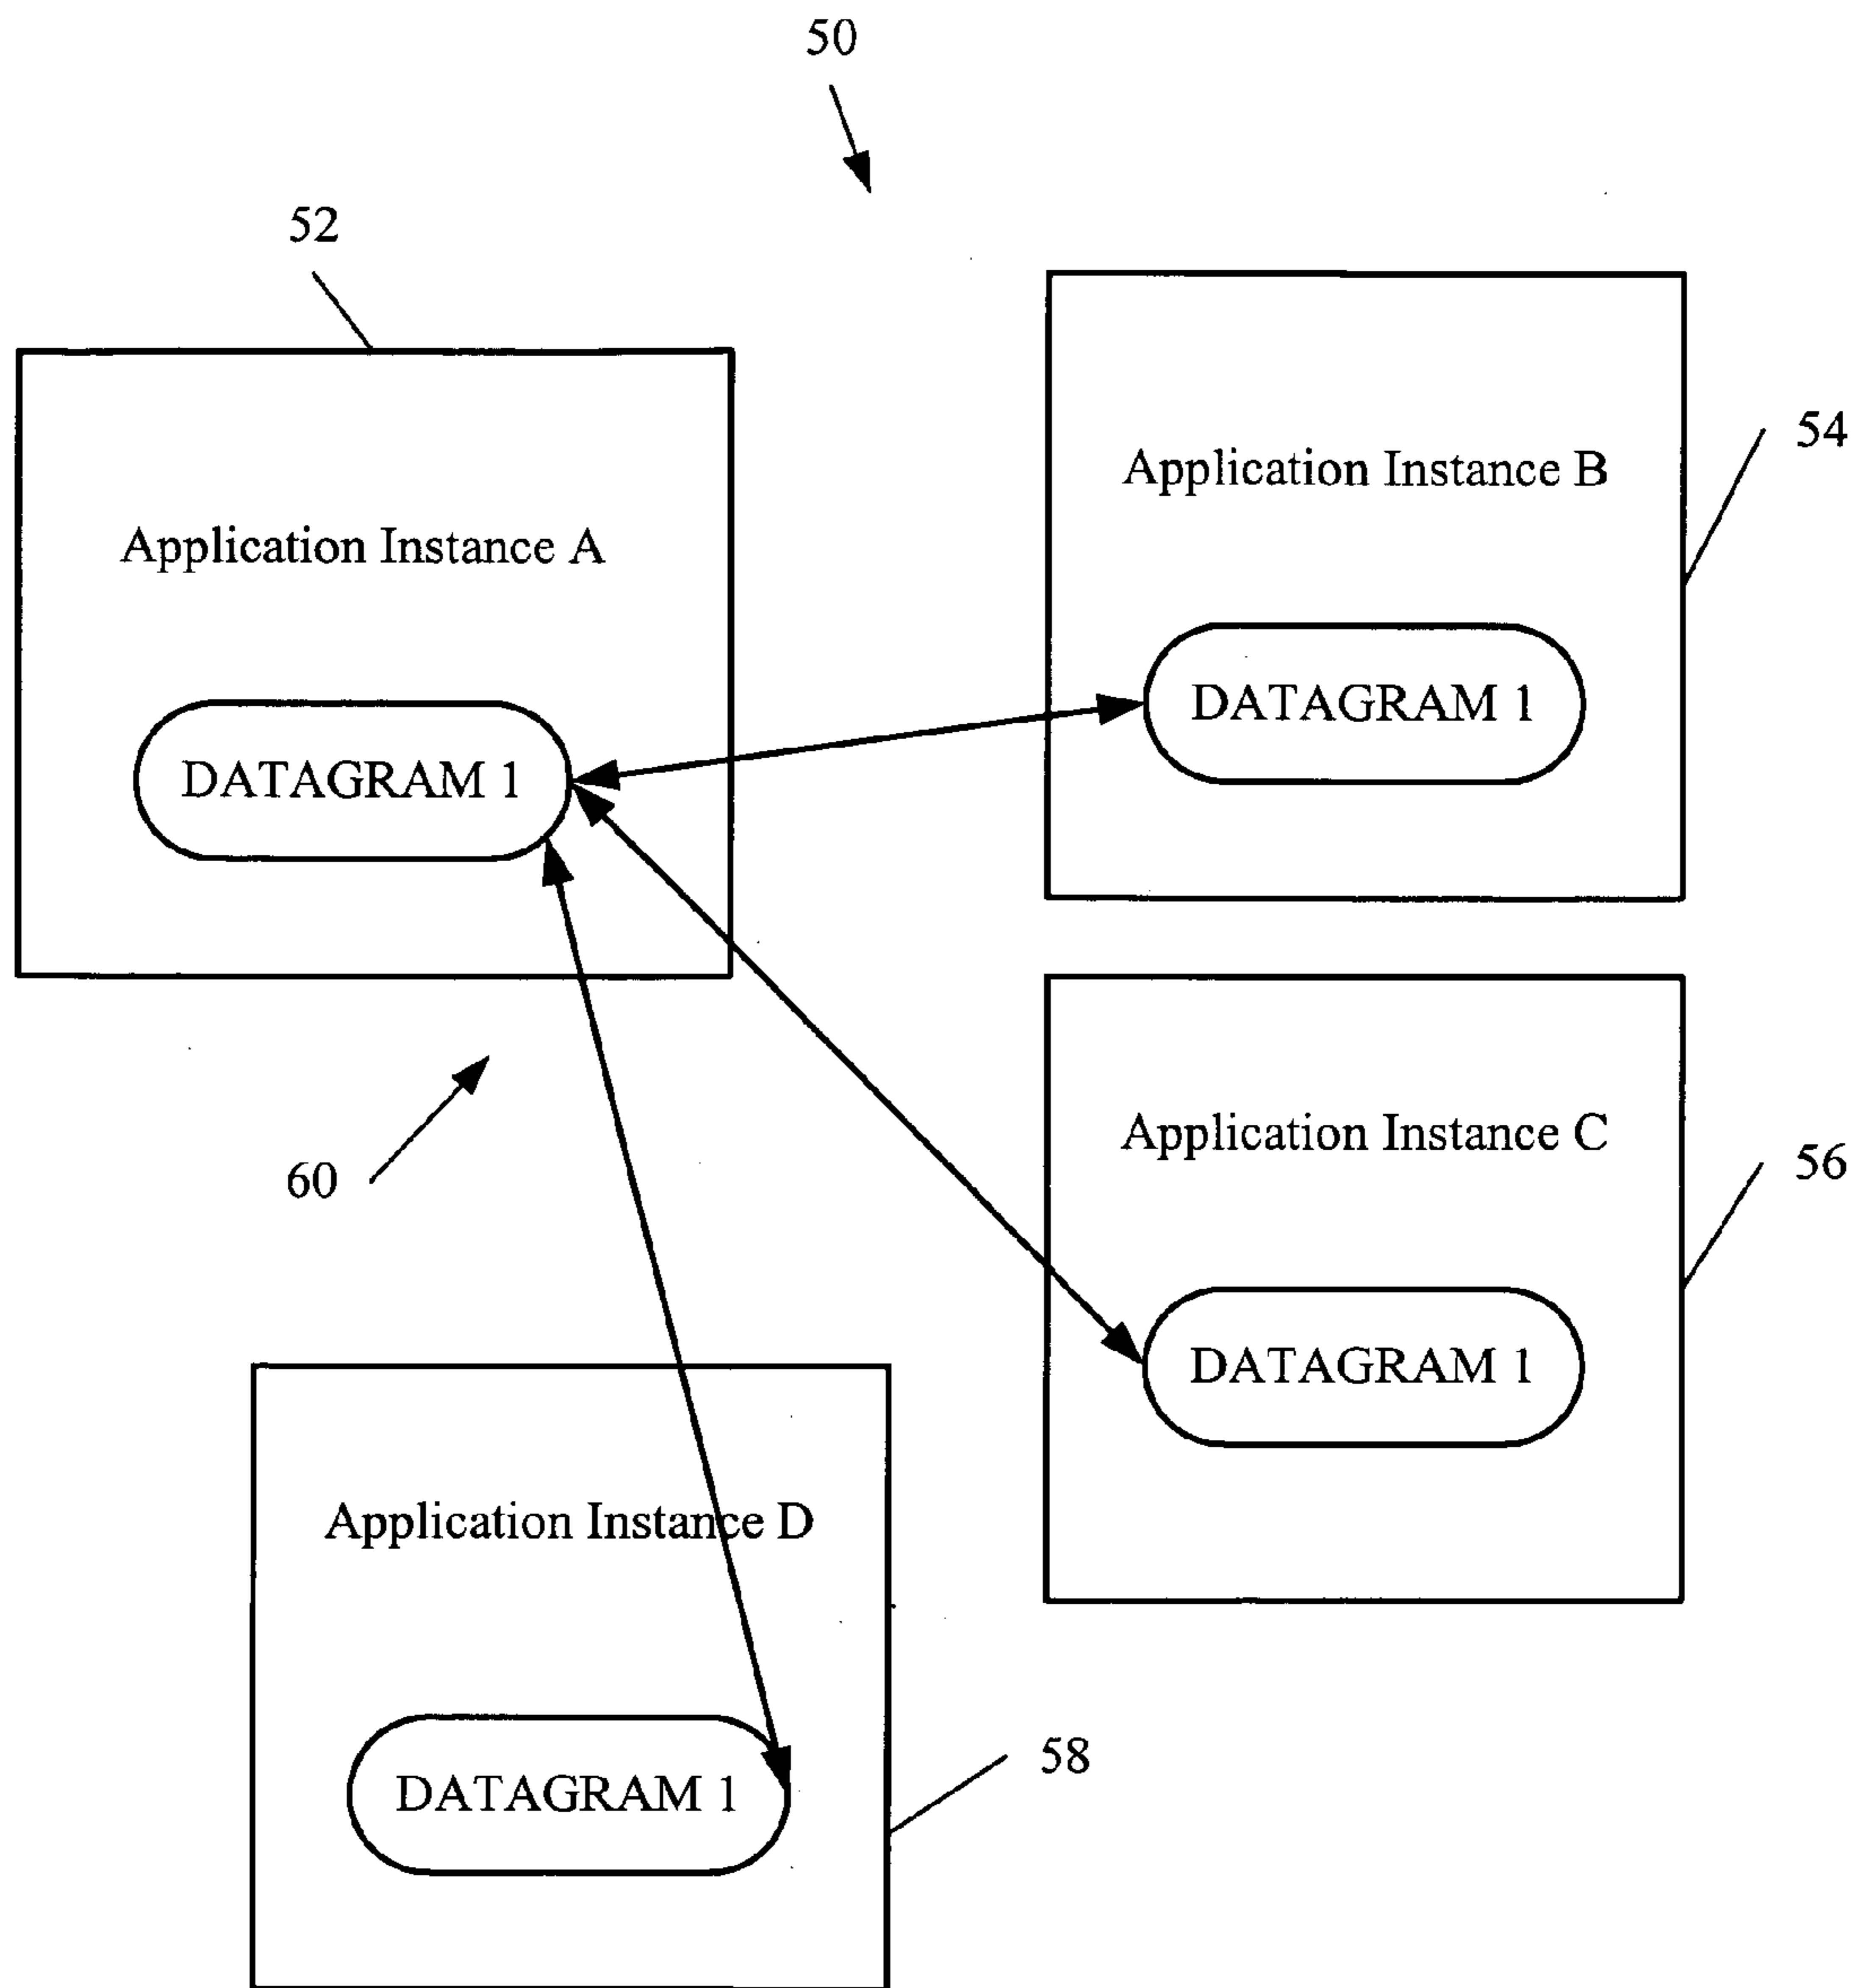 50
52
54
Application Instance B
Application Instance A
DATAGRAM 1
DATAGRAM 1
60
Application Instance C
56
DATAGRAM 1
Application Instance D
58
DATAGRAM 1